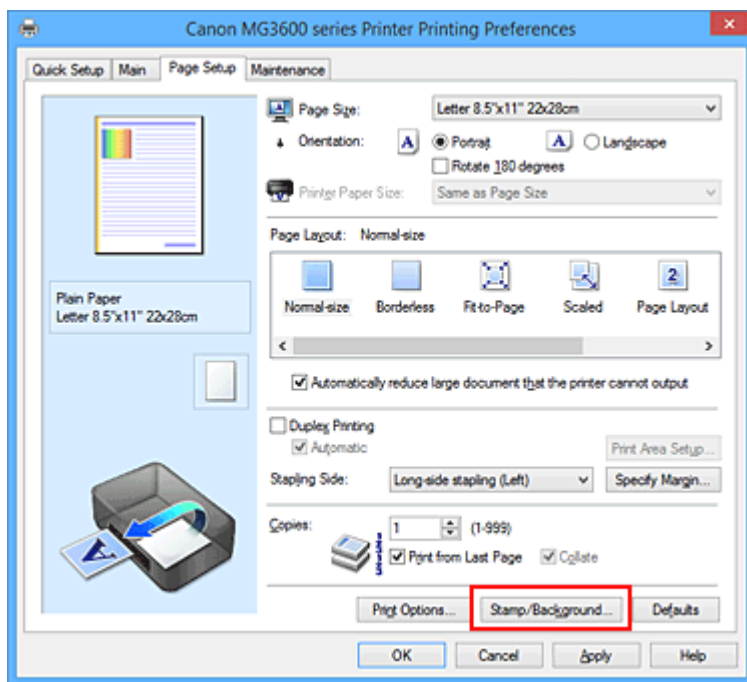 Canon MG3600 series Printer Printing Preferences
Quick Setup Main Page Setup Maintenance
Page Size: Letter 8.5"x11" 22x28cm
Orientation: A Portrait A Landscape
Rotate 180 degrees
Printer Paper Size: Same as Page Size
Page Layout: Normal-size
2
Normal-size Borderless Fit-to-Page Scaled Page Layout
Plain Paper
Letter 8.5"x11" 22x28cm
Automatically reduce large document that the printer cannot output
Duplex Printing
Automatic Print Area Setup...
Stapling Side: Long-side stapling (Left) Specify Margin...
Copies: 1 (1-999)
Print from Last Page Collate
A
Print Options... Stamp/Background... Defaults
OK Cancel Apply Help